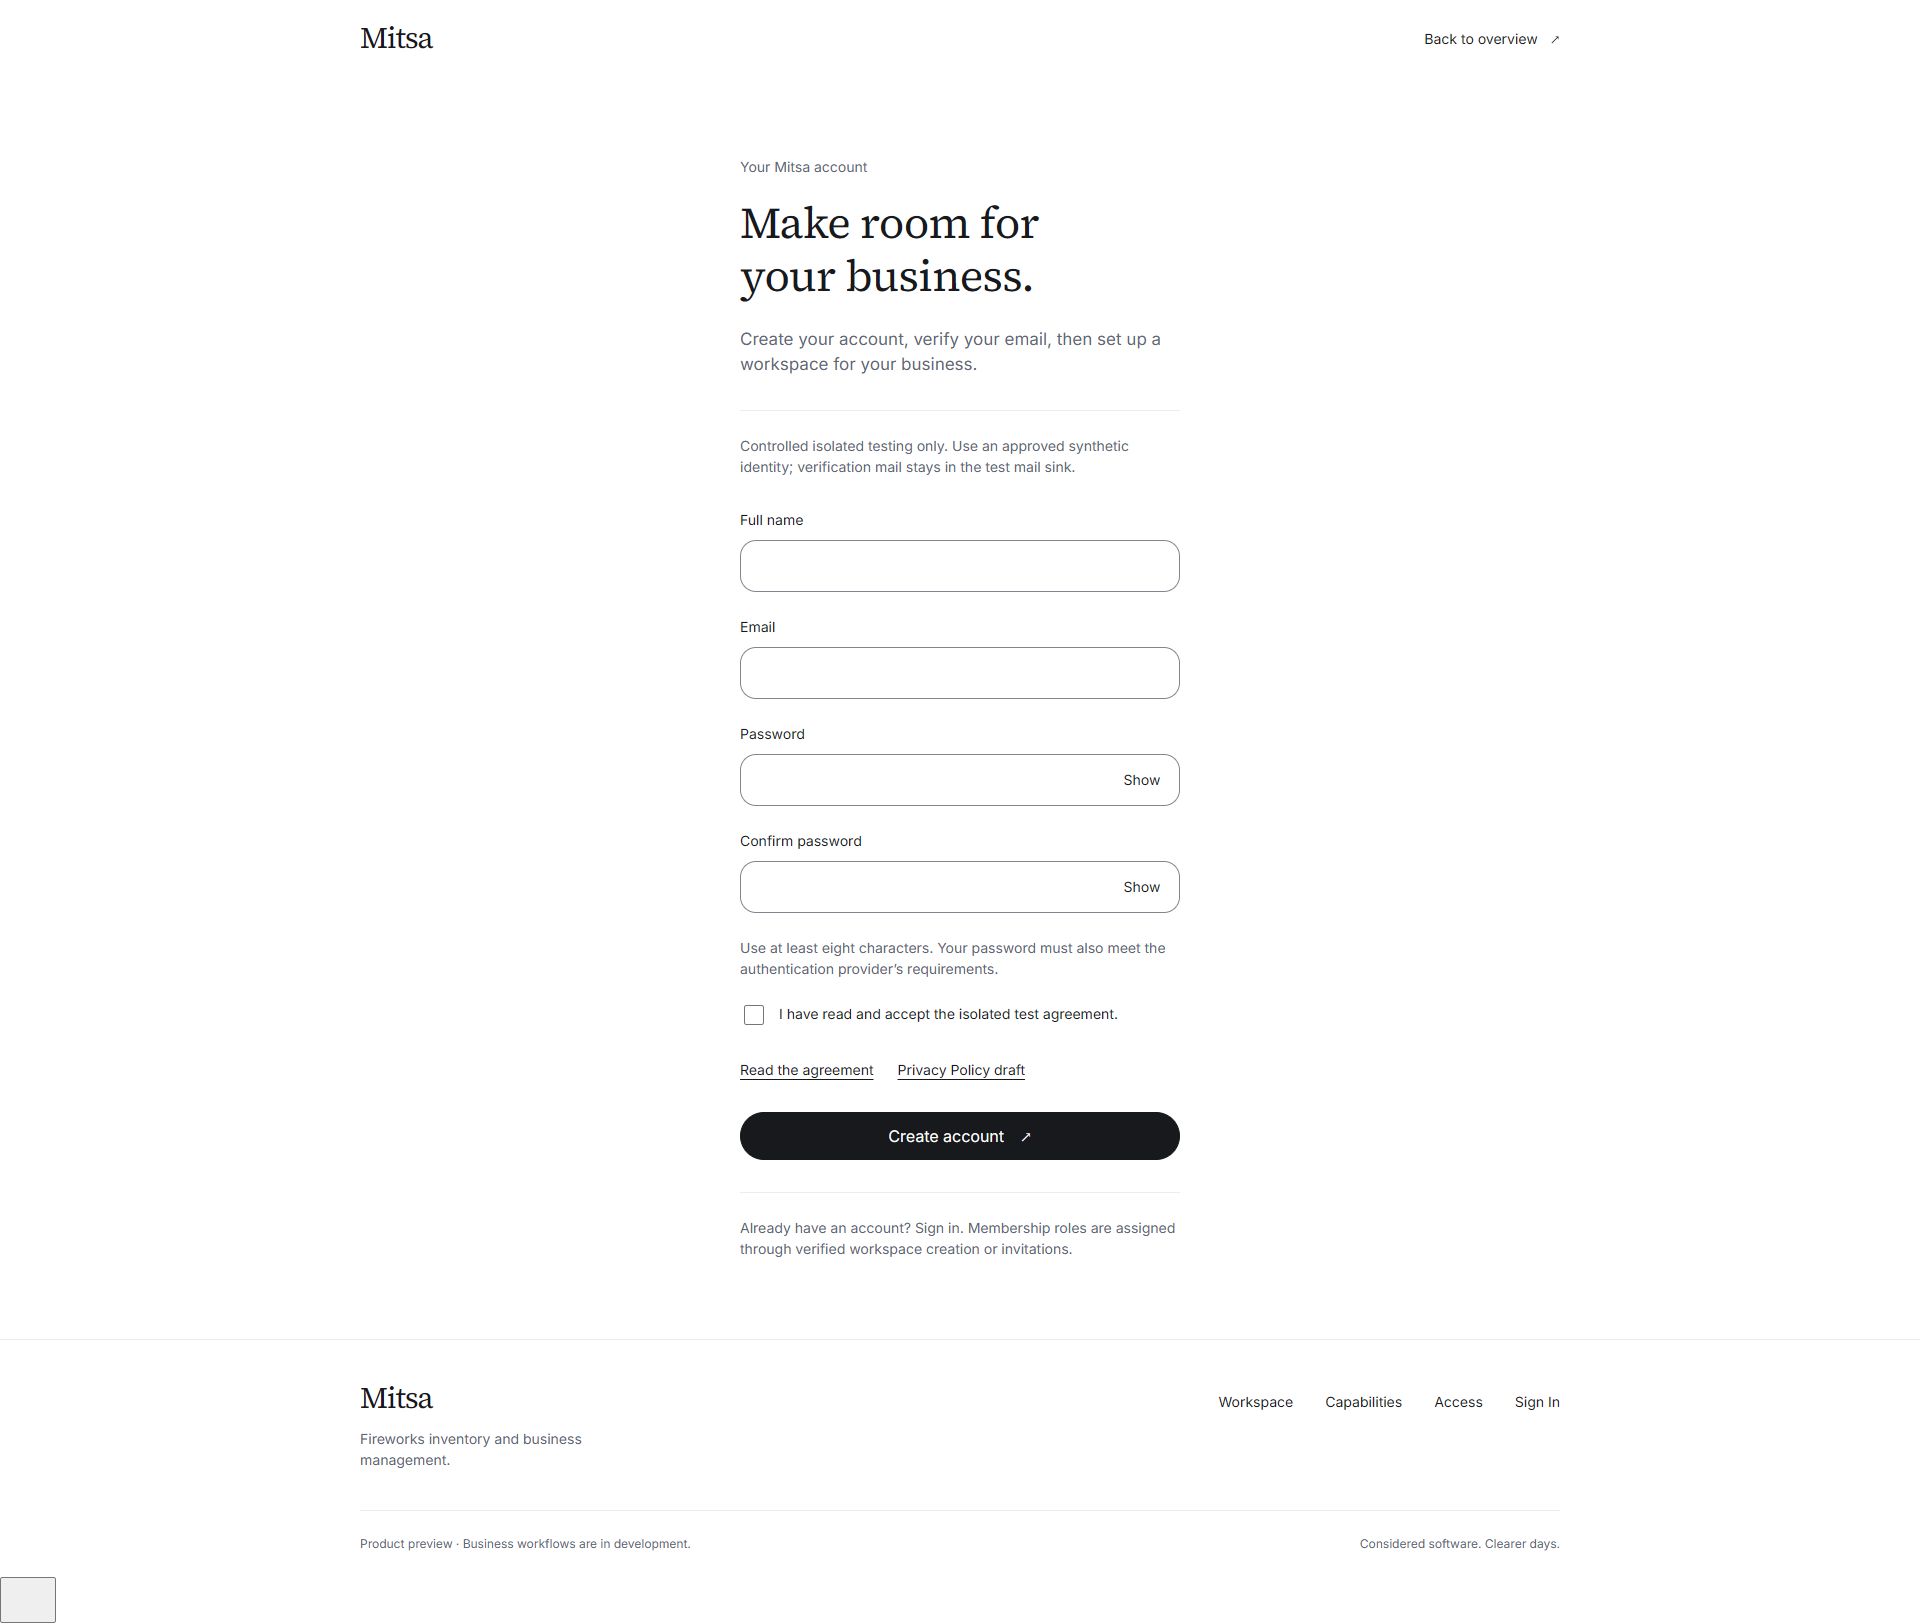 Mitsa
Back to overview ↗
Your Mitsa account
Make room for
your business.
Create your account, verify your email, then set up a
workspace for your business.
Controlled isolated testing only. Use an approved synthetic
identity; verification mail stays in the test mail sink.
Full name
Email
Password
Show
Confirm password
Show
Use at least eight characters. Your password must also meet the
authentication provider’s requirements.
I have read and accept the isolated test agreement.
Read the agreement
Privacy Policy draft
Create account ↗
Already have an account? Sign in. Membership roles are assigned
through verified workspace creation or invitations.
Mitsa
Workspace
Capabilities
Access
Sign In
Fireworks inventory and business
management.
Product preview · Business workflows are in development.
Considered software. Clearer days.